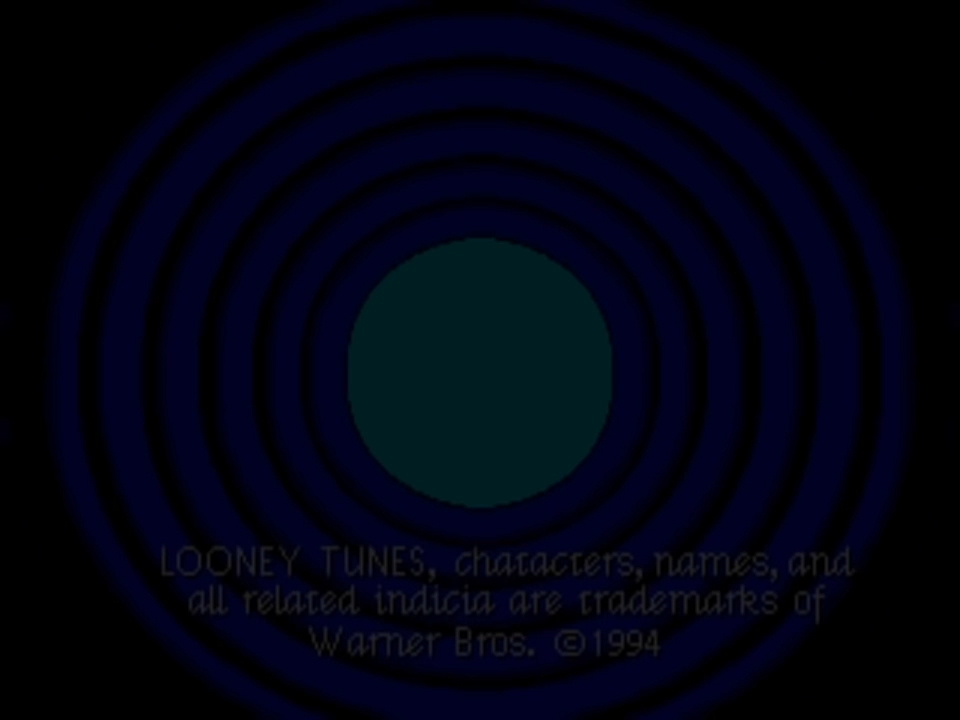 LOONEY TUNES, characters, names, and
all related indicia are trademarks of
Warner Bros. ©1994